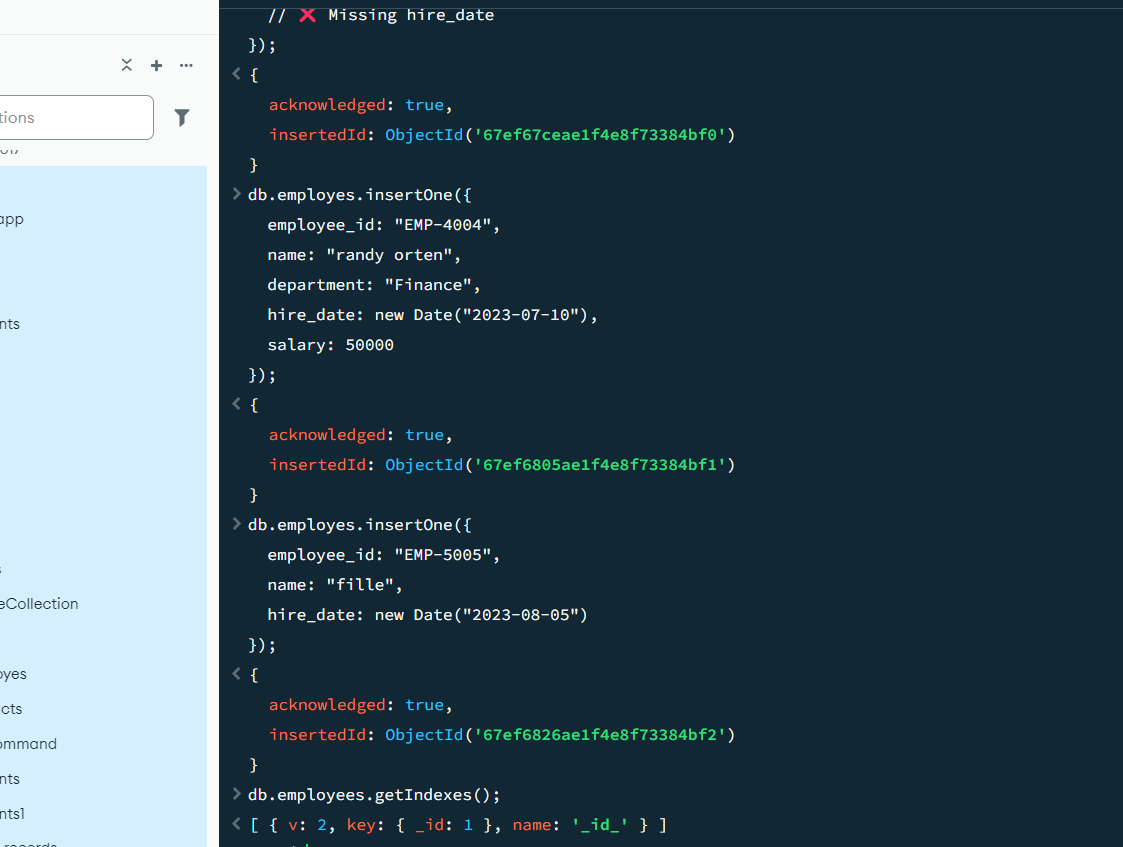 tions
app
nts
eCollection
oyes
cts
ommand
nts
nts1
// ❌ Missing hire_date
});
{
acknowledged: true,
insertedId: ObjectId('67ef67ceae1f4e8f73384bf0')
}
db.employes.insertOne({
employee_id: "EMP-4004",
name: "randy orten",
department: "Finance",
hire_date: new Date("2023-07-10"),
salary: 50000
});
{
acknowledged: true,
insertedId: ObjectId('67ef6805ae1f4e8f73384bf1')
}
db.employes.insertOne({
employee_id: "EMP-5005",
name: "fille",
hire_date: new Date("2023-08-05")
});
{
acknowledged: true,
insertedId: ObjectId('67ef6826ae1f4e8f73384bf2')
}
db.employees.getIndexes();
[ { v: 2, key: { _id: 1 }, name: '_id_' } ]